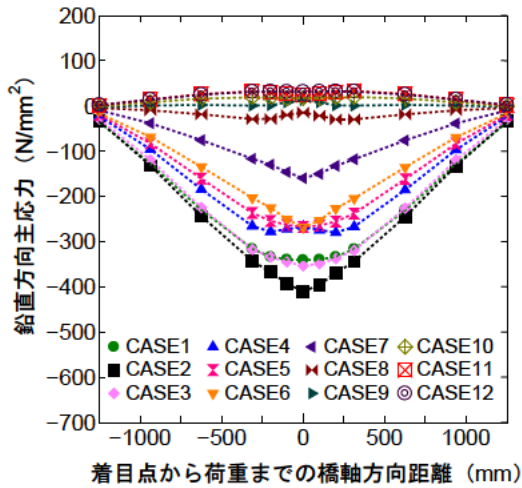 200
100
0
−100
−200
−300
−400
−500
−600
−700
鉛直方向主応力（N/mm²）
CASE1 CASE4 CASE7 CASE10
CASE2 CASE5 CASE8 CASE11
CASE3 CASE6 CASE9 CASE12
−1000 −500 0 500 1000
着目点から荷重までの橋軸方向距離（mm）